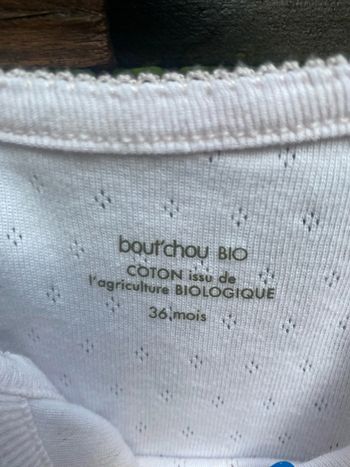 bout'chou BIO
COTON issu de
l'agriculture BIOLOGIQUE
36 mois